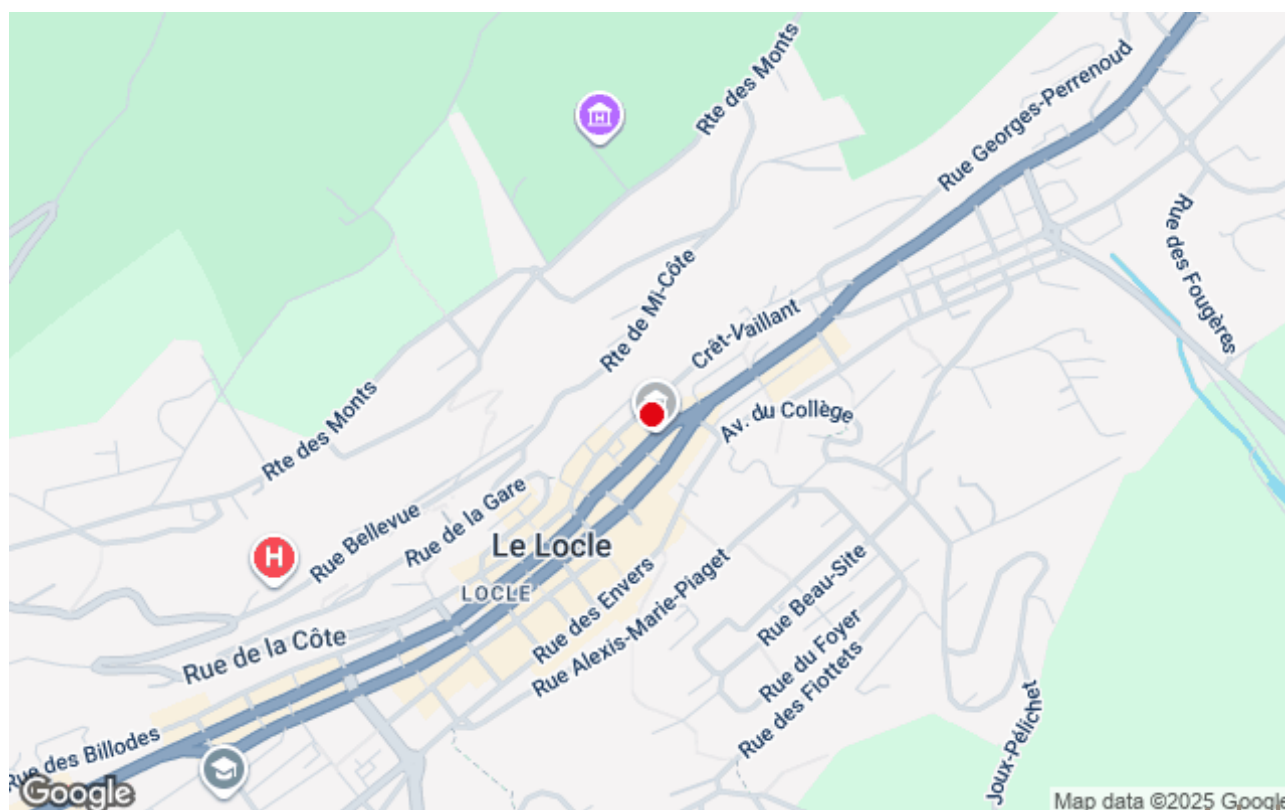 Rte des Monts
Rue Georges-Perrenoud
Rue des Fougères
Rte de Mi-Côte
Crêt-Vaillant
Av. du Collège
Rte des Monts
Rue de la Gare
Rue Bellevue
H
Le Locle
LOCLE
Rue des Envers
Rue Alexis-Marie-Piaget
Rue Beau-Site
Rue du Foyer
Rue des Fiottets
Rue de la Côte
Joux-Pélichet
Rue des Billodes
Google
Map data ©2025 Google